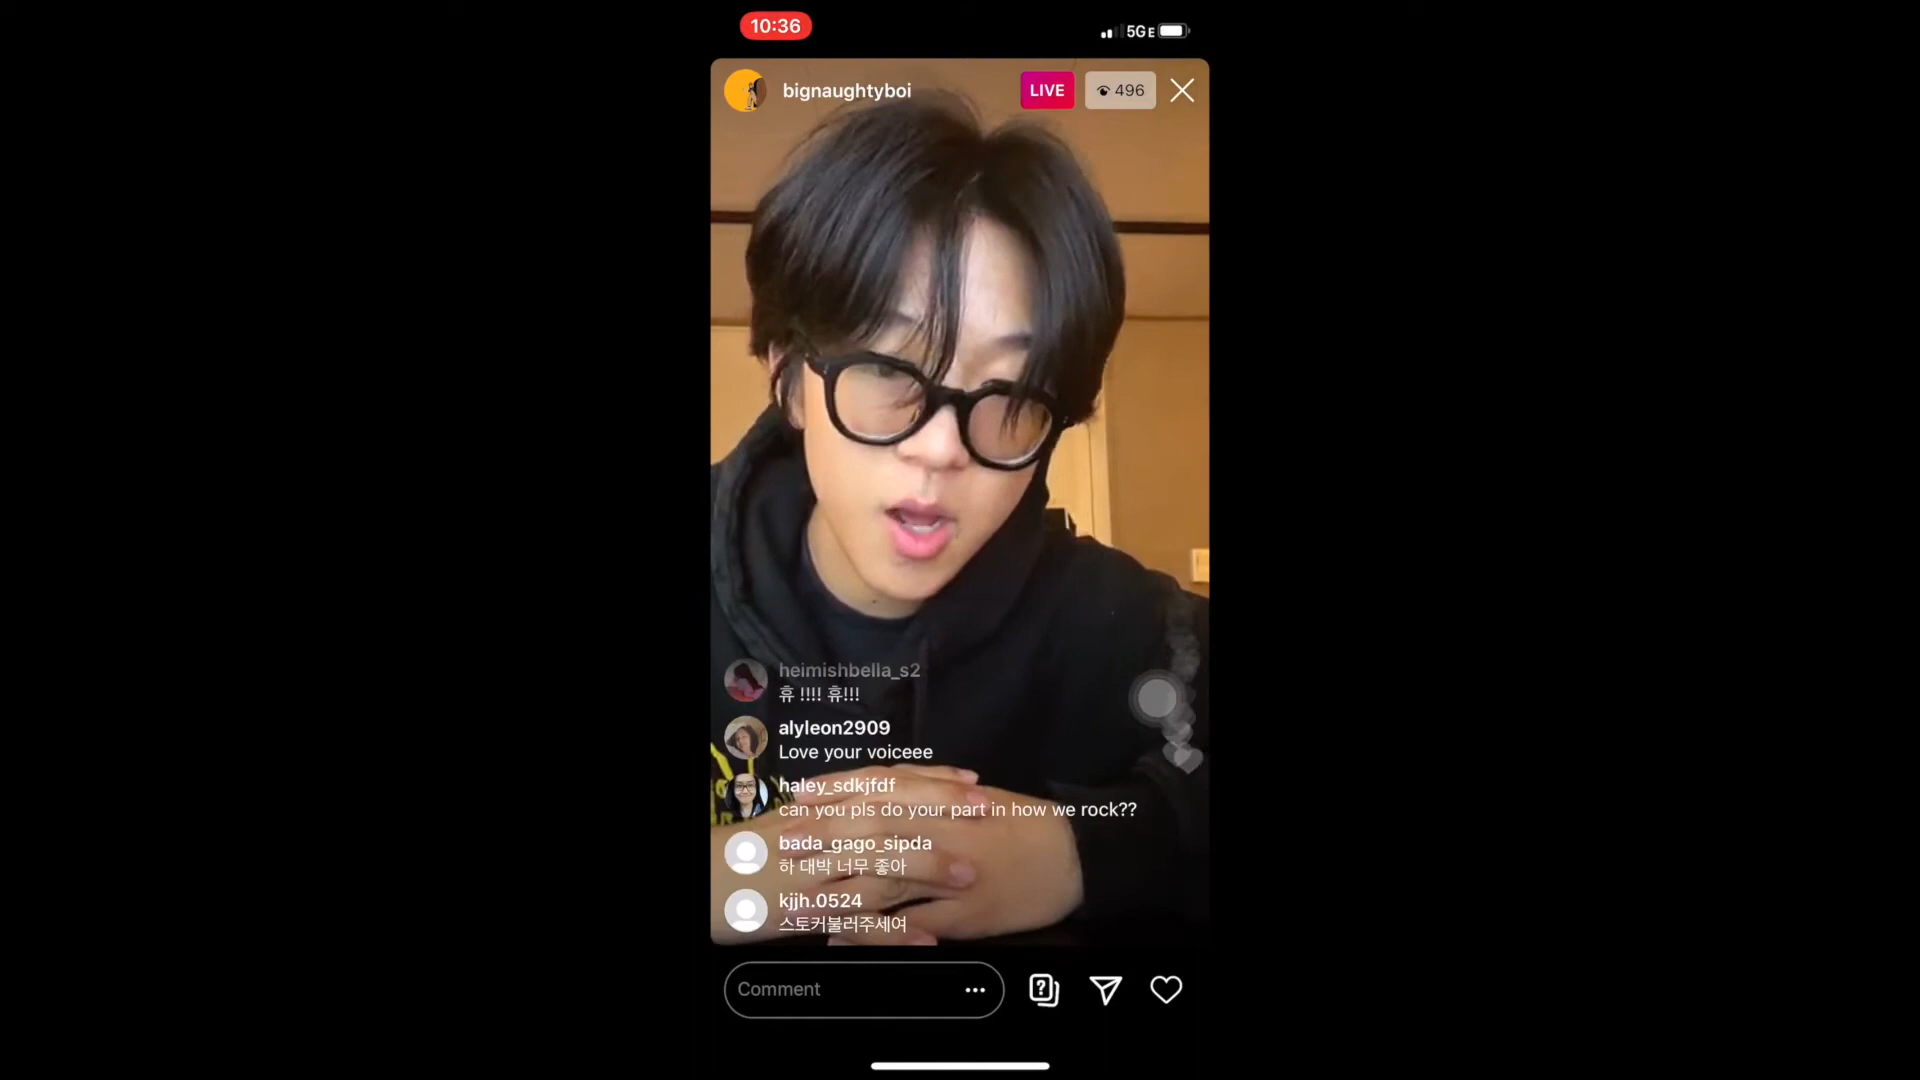 10:36
5GE
bignaughtyboi
LIVE
496
heimishbella_s2
휴 !!!! 휴!!!
alyleon2909
Love your voiceee
haley_sdkjfdf
can you pls do your part in how we rock??
bada_gago_sipda
하 대박 너무 좋아
kjjh.0524
스토커불러주세여
Comment